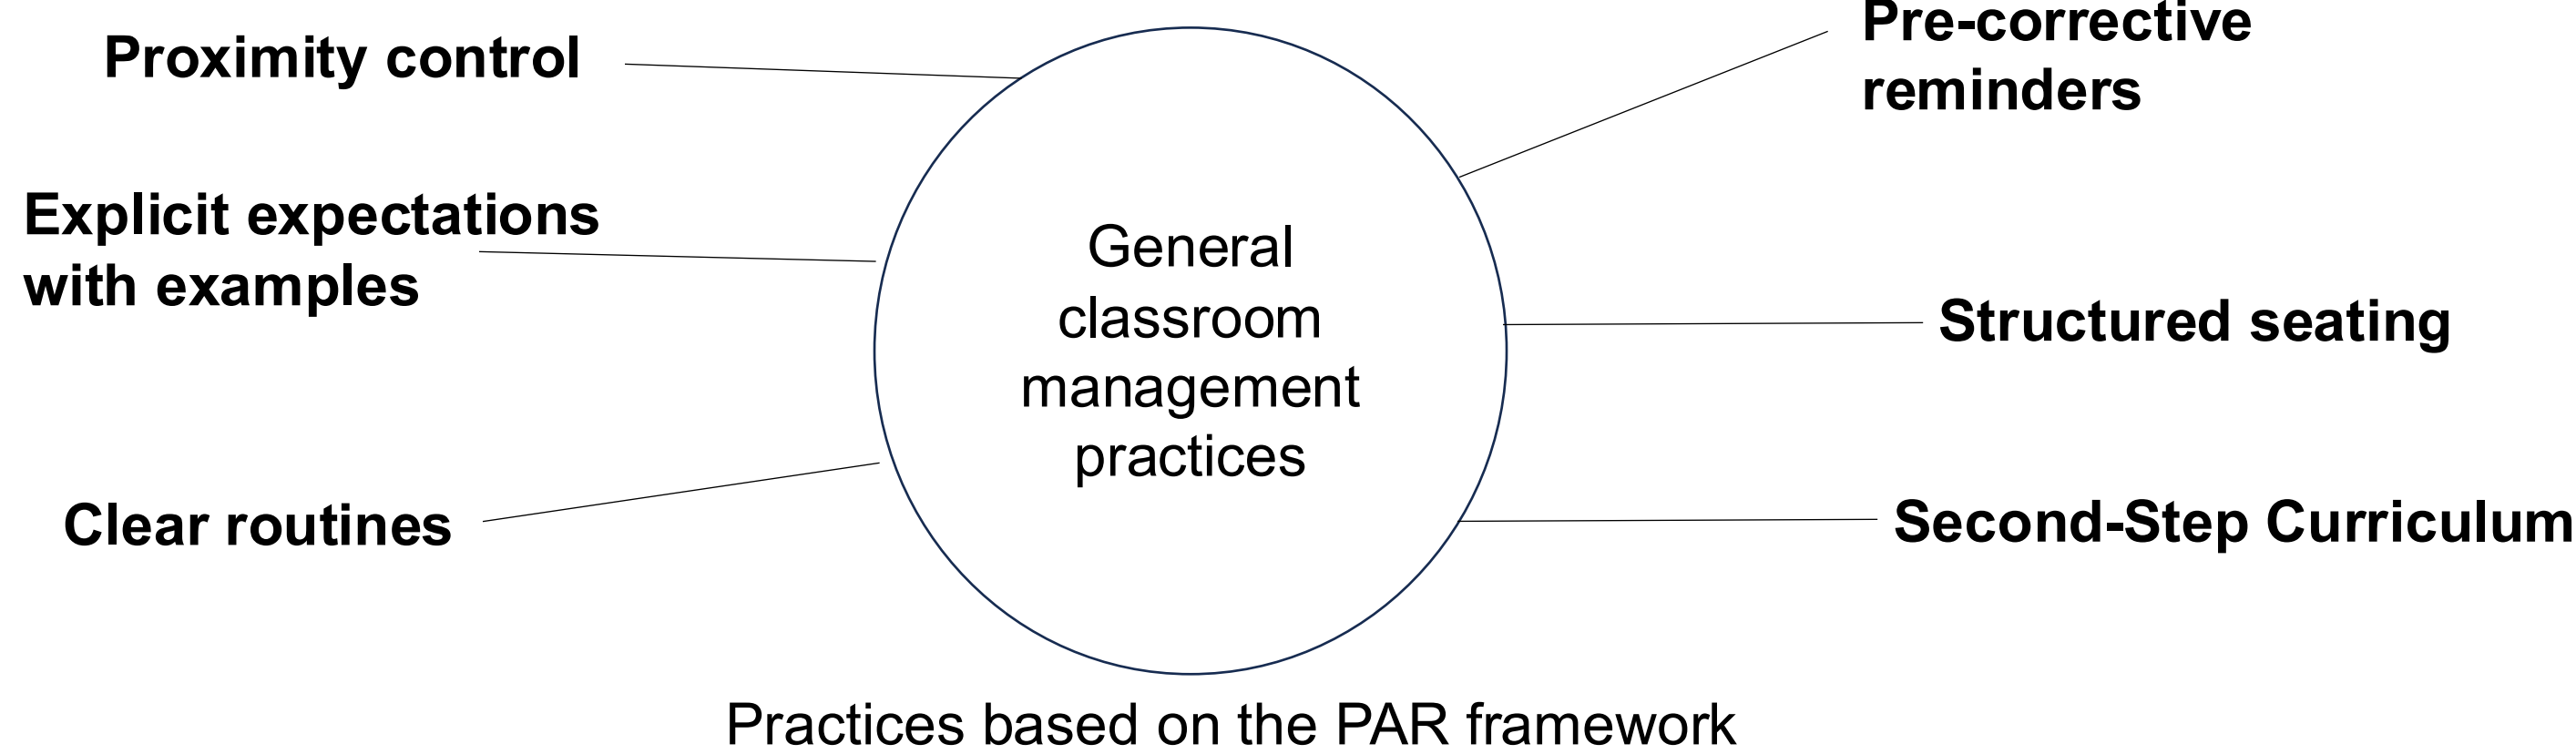 Proximity control
Explicit expectations
with examples
Clear routines
General
classroom
management
practices
Pre-corrective
reminders
Structured seating
Second-Step Curriculum
Practices based on the PAR framework